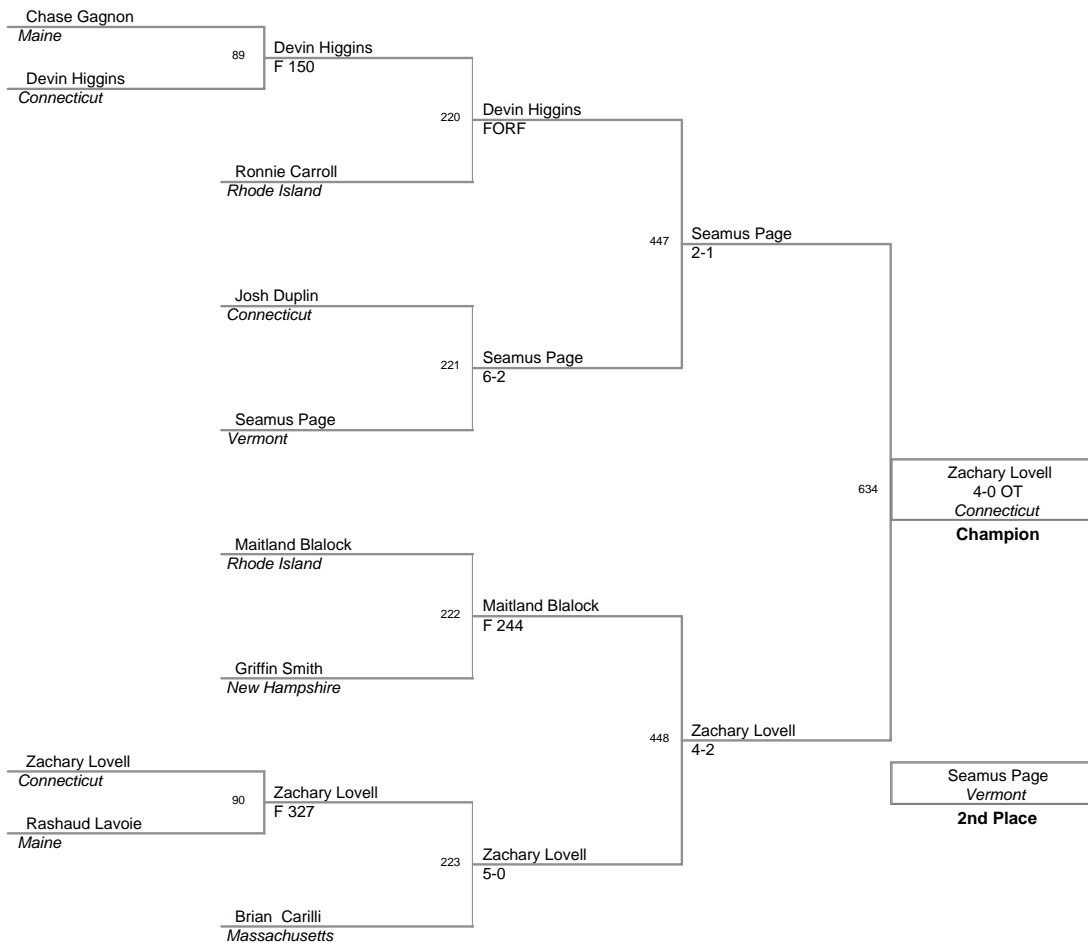 Chase Gagnon
Maine
89
Devin Higgins
F 150
Devin Higgins
Connecticut
220
Devin Higgins
FORF
Ronnie Carroll
Rhode Island
447
Seamus Page
2-1
Josh Duplin
Connecticut
221
Seamus Page
6-2
Seamus Page
Vermont
634
Zachary Lovell
4-0 OT
Connecticut
Champion
Maitland Blalock
Rhode Island
222
Maitland Blalock
F 244
Griffin Smith
New Hampshire
448
Zachary Lovell
4-2
Zachary Lovell
Connecticut
90
Zachary Lovell
F 327
Rashaud Lavoie
Maine
Seamus Page
Vermont
2nd Place
223
Zachary Lovell
5-0
Brian  Carilli
Massachusetts